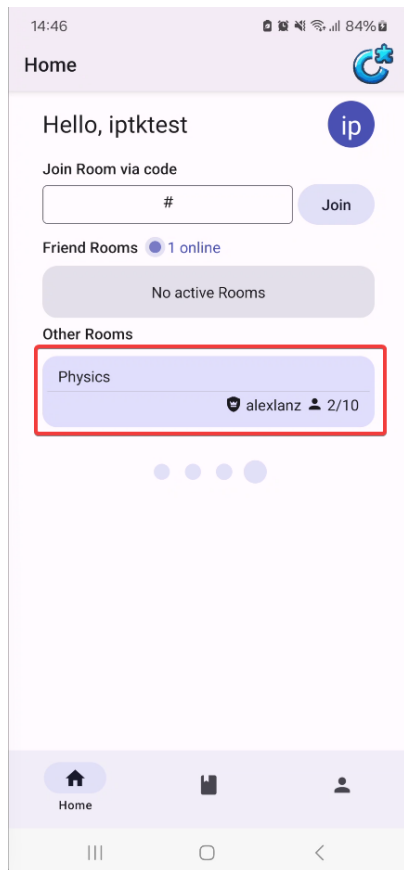 14:46
84%
Home
Hello, iptktest
ip
Join Room via code
#
Join
Friend Rooms
1 online
No active Rooms
Other Rooms
Physics
alexlanz 2/10
Home